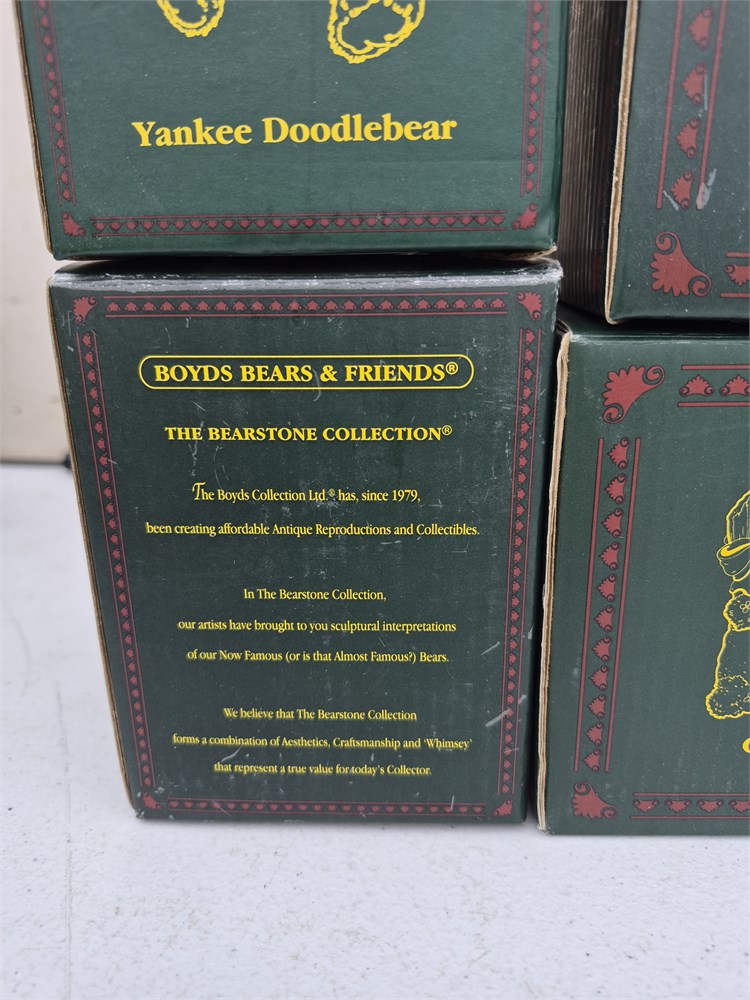 Yankee Doodlebear
BOYDS BEARS & FRIENDS®
THE BEARSTONE COLLECTION®
The Boyds Collection Ltd.® has, since 1979,
been creating affordable Antique Reproductions and Collectibles.
In The Bearstone Collection,
our artists have brought to you sculptural interpretations
of our Now Famous (or is that Almost Famous?) Bears.
We believe that The Bearstone Collection
forms a combination of Aesthetics, Craftsmanship and 'Whimsey'
that represent a true value for today's Collector.